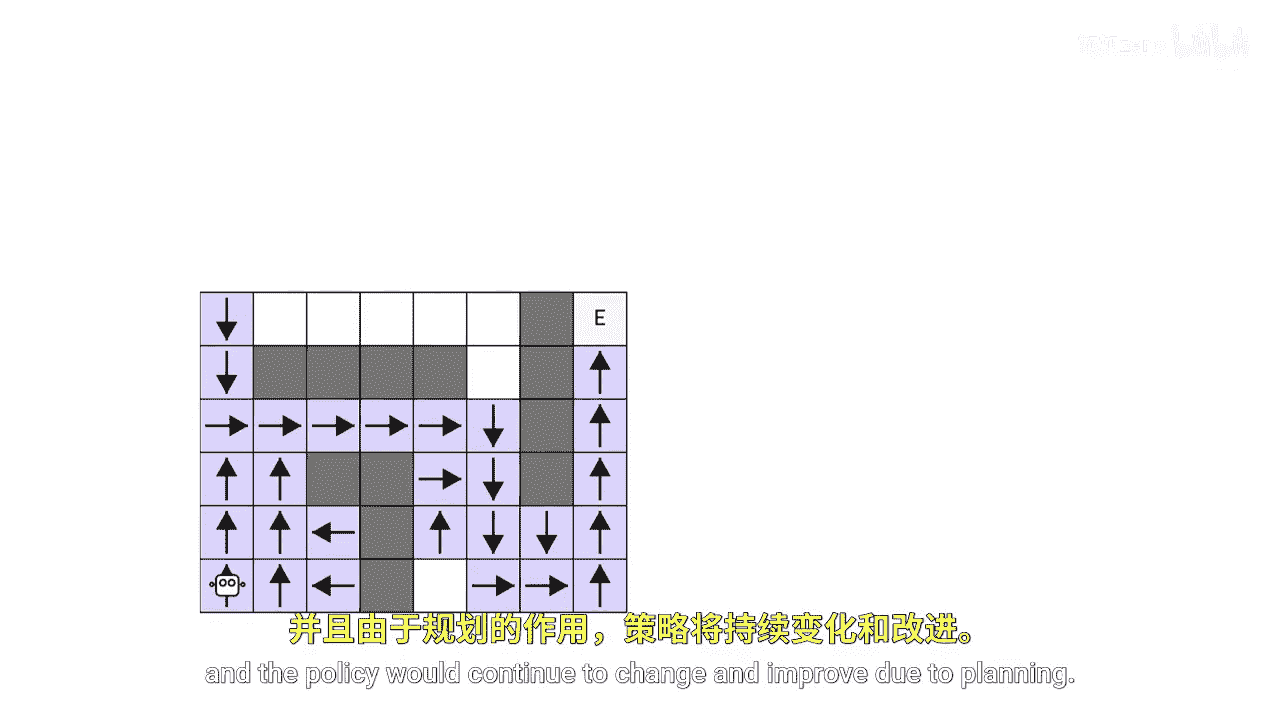 E
并且由于规划的作用，策略将持续变化和改进。
and the policy would continue to change and improve due to planning.